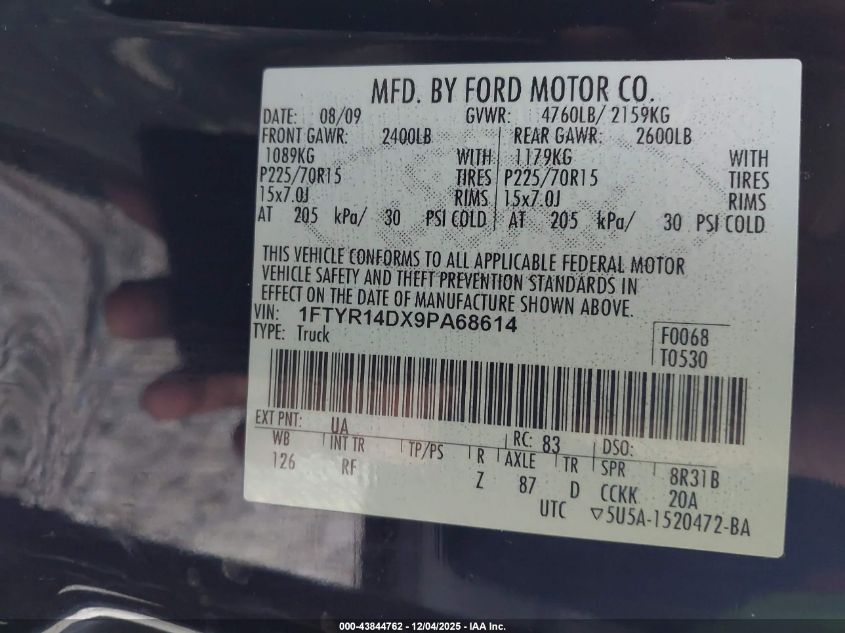 MFD. BY FORD MOTOR CO.
DATE: 08/09 GVWR: 4760LB/ 2159KG
FRONT GAWR: 2400LB REAR GAWR: 2600LB
1089KG WITH 1179KG WITH
P225/70R15 TIRES P225/70R15 TIRES
15x7.0J RIMS 15x7.0J RIMS
AT 205 kPa/ 30 PSI COLD AT 205 kPa/ 30 PSI COLD
THIS VEHICLE CONFORMS TO ALL APPLICABLE FEDERAL MOTOR
VEHICLE SAFETY AND THEFT PREVENTION STANDARDS IN
EFFECT ON THE DATE OF MANUFACTURE SHOWN ABOVE.
VIN: 1FTYR14DX9PA68614
TYPE: Truck
F0068
T0530
EXT PNT: UA RC: 83 DSO:
WB INT TR TP/PS R AXLE TR SPR 8R31B
126 RF Z 87 D CCKK 20A
UTC ▽5U5A-1520472-BA
000-43844762 - 12/04/2025 - IAA Inc.